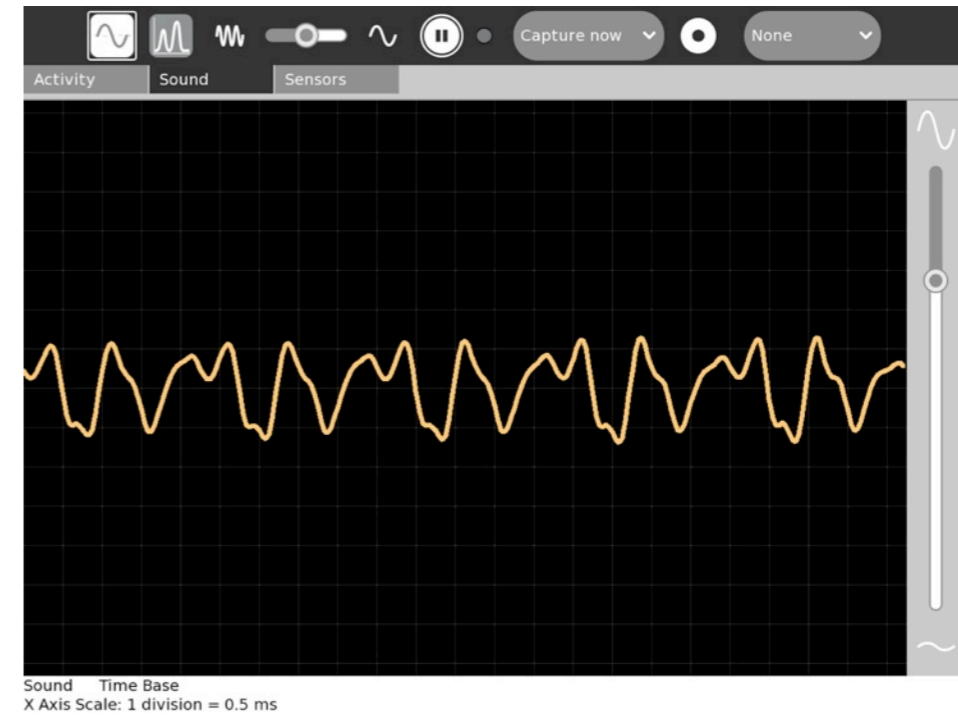 Capture now
None
Activity
Sound
Sensors
Sound Time Base
X Axis Scale: 1 division = 0.5 ms